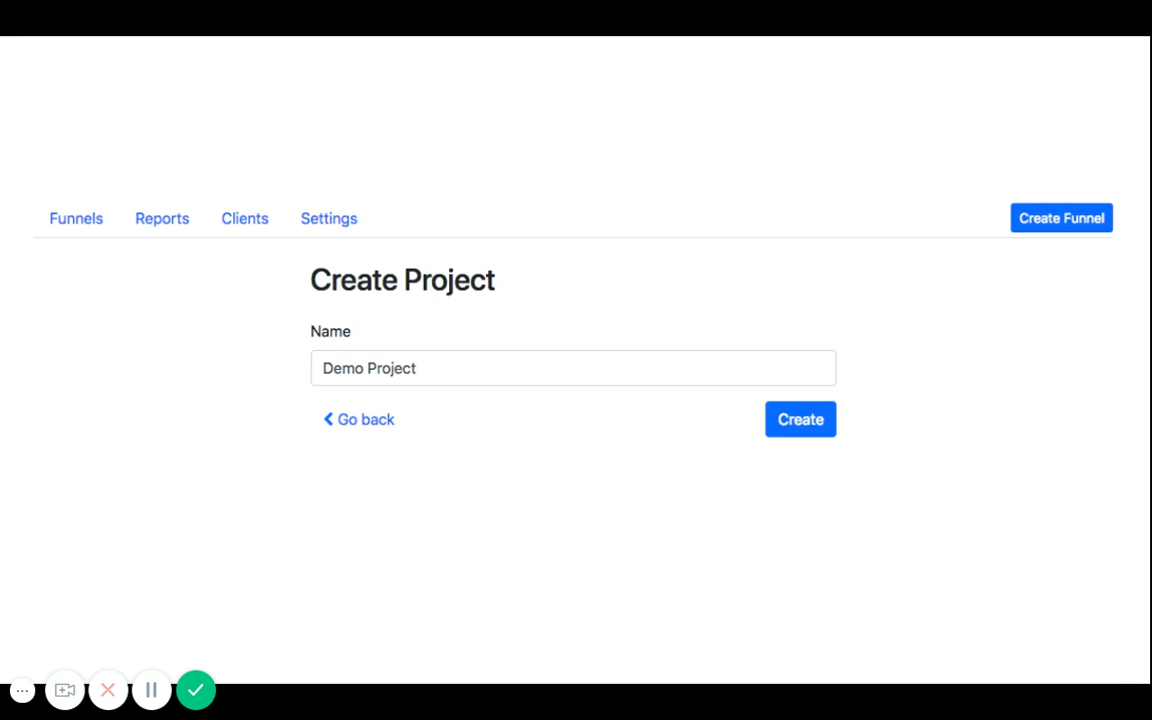 Funnels Reports Clients Settings Create Funnel
Create Project
Name
Demo Project
Go back Create